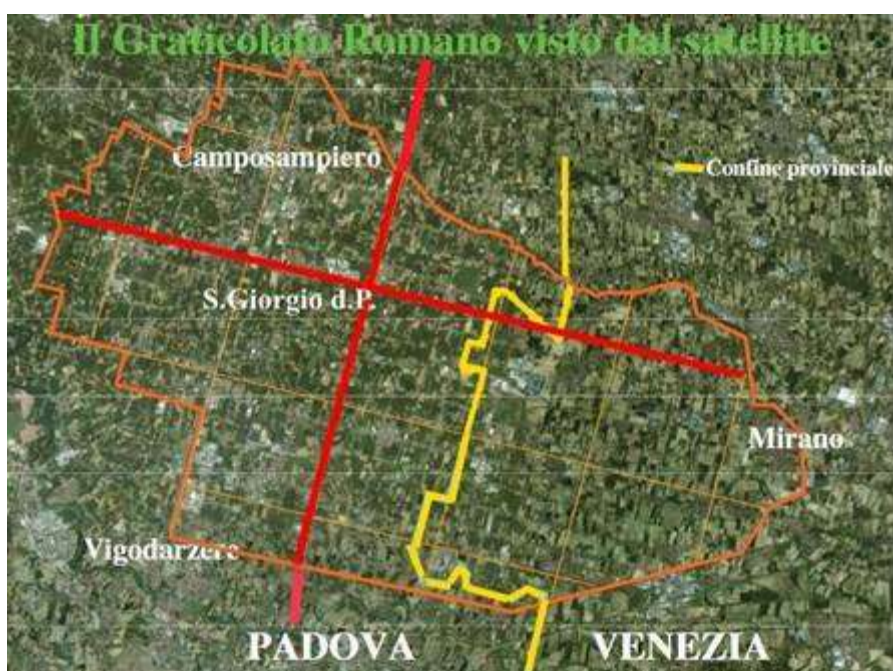 Il Graticolato Romano visto dal satellite
Camposampiero
Confine provinciale
S.Giorgio d.P.
Mirano
Vigodarzere
PADOVA
VENEZIA